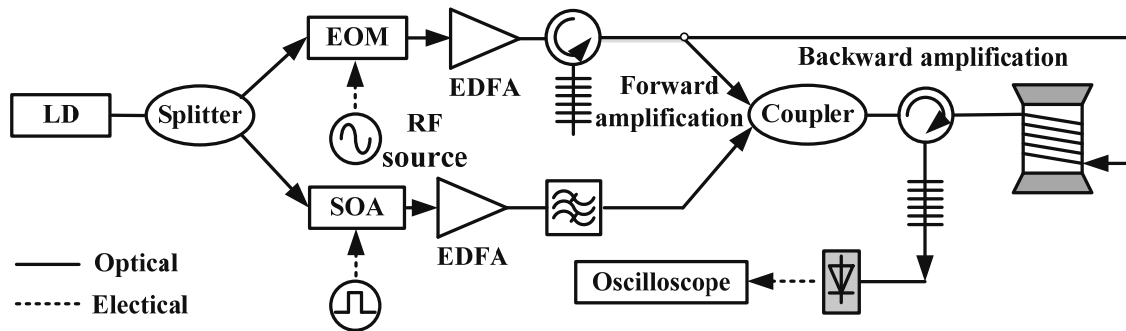 EOM
EDFA
Backward amplification
LD
Splitter
Forward
amplification
Coupler
RF
source
SOA
EDFA
Optical
Electical
Oscilloscope